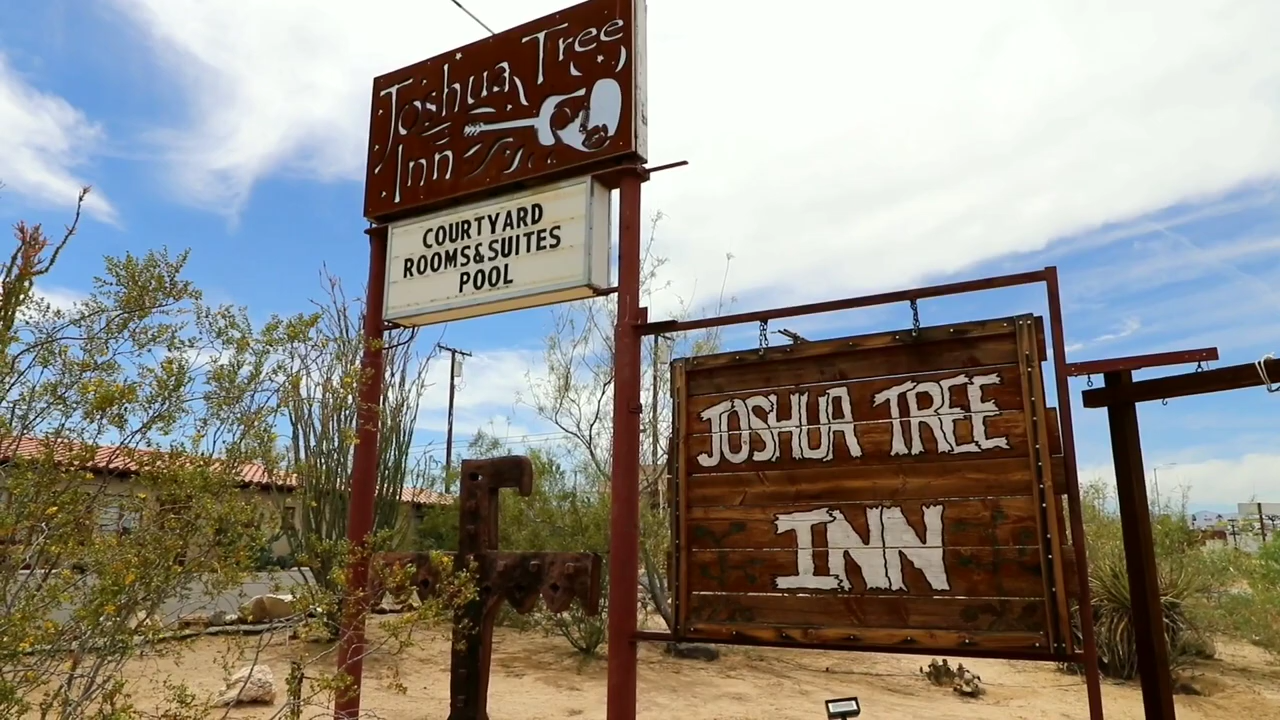 Joshua Tree
Inn
COURTYARD
ROOMS&SUITES
POOL
JOSHUA TREE
INN